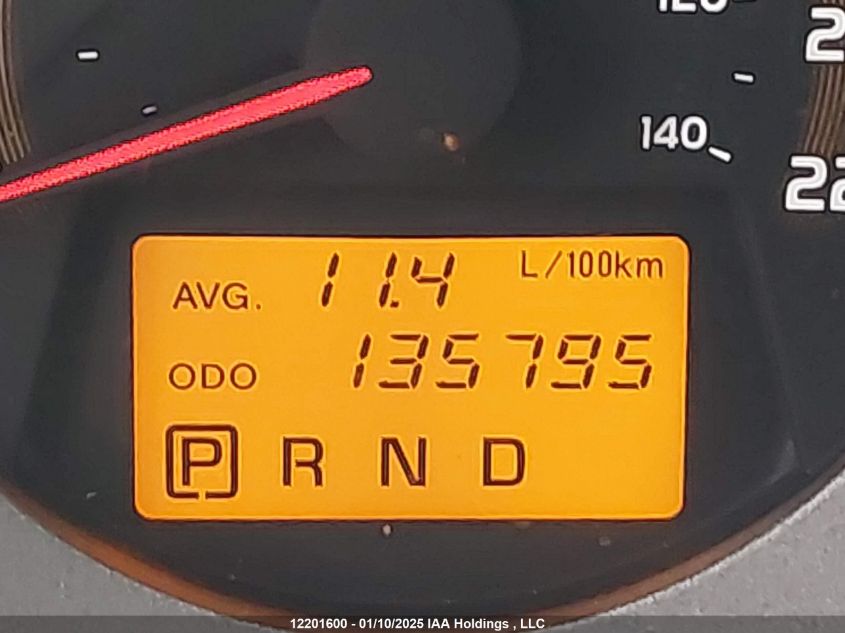 140
AVG. 11.4 L/100km
ODO 135795
P R N D
12201600 - 01/10/2025 IAA Holdings , LLC